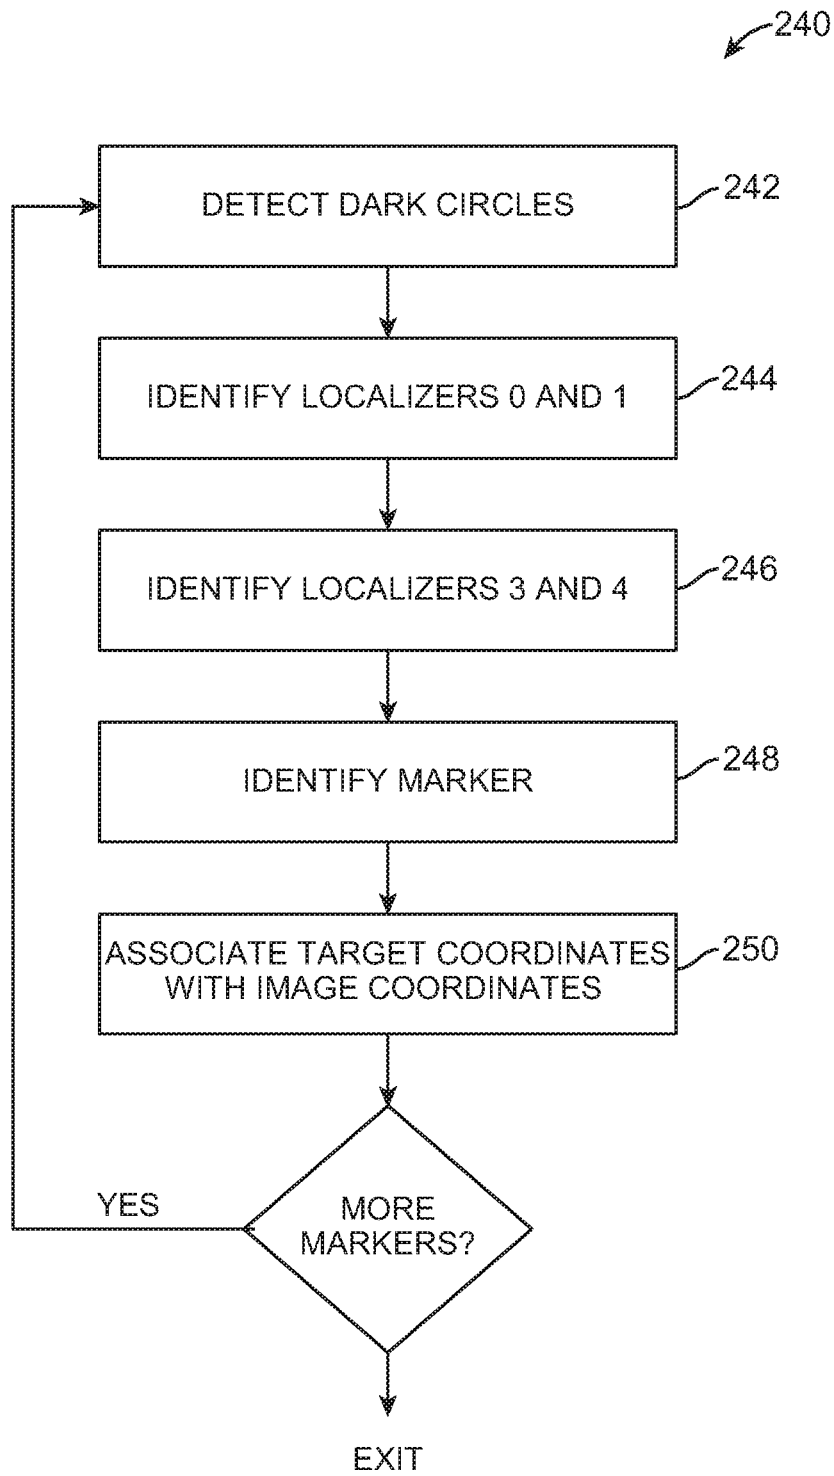 240
DETECT DARK CIRCLES
242
IDENTIFY LOCALIZERS 0 AND 1
244
IDENTIFY LOCALIZERS 3 AND 4
246
IDENTIFY MARKER
248
ASSOCIATE TARGET COORDINATES
WITH IMAGE COORDINATES
250
YES
MORE
MARKERS?
EXIT